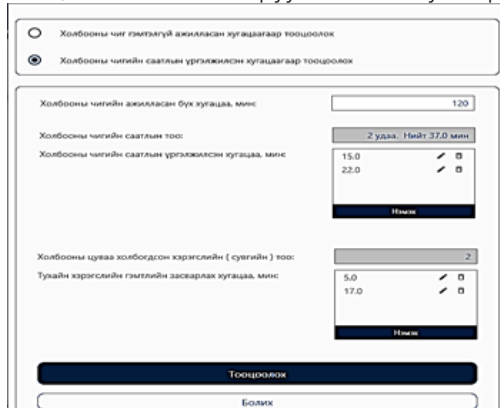 Холбооны чиг гэмтэлгүй ажилласан хугацаагаар тооцоолох
Холбооны чигийн саатлын үргэлжилсэн хугацаагаар тооцоолох
Холбооны чигийн ажилласан бүх хугацаа, мин: 120
Холбооны чигийн саатлын тоо: 2 удаа. Нийт 37.0 мин
Холбооны чигийн саатлын үргэлжилсэн хугацаа, мин: 15.0
22.0
Нэмэх
Холбооны цуваа холбогдсон хэрэгслийн ( сувгийн ) тоо: 2
Тухайн хэрэгслийн гэмтлийн засварлах хугацаа, мин: 5.0
17.0
Нэмэх
Тооцоолох
Болих